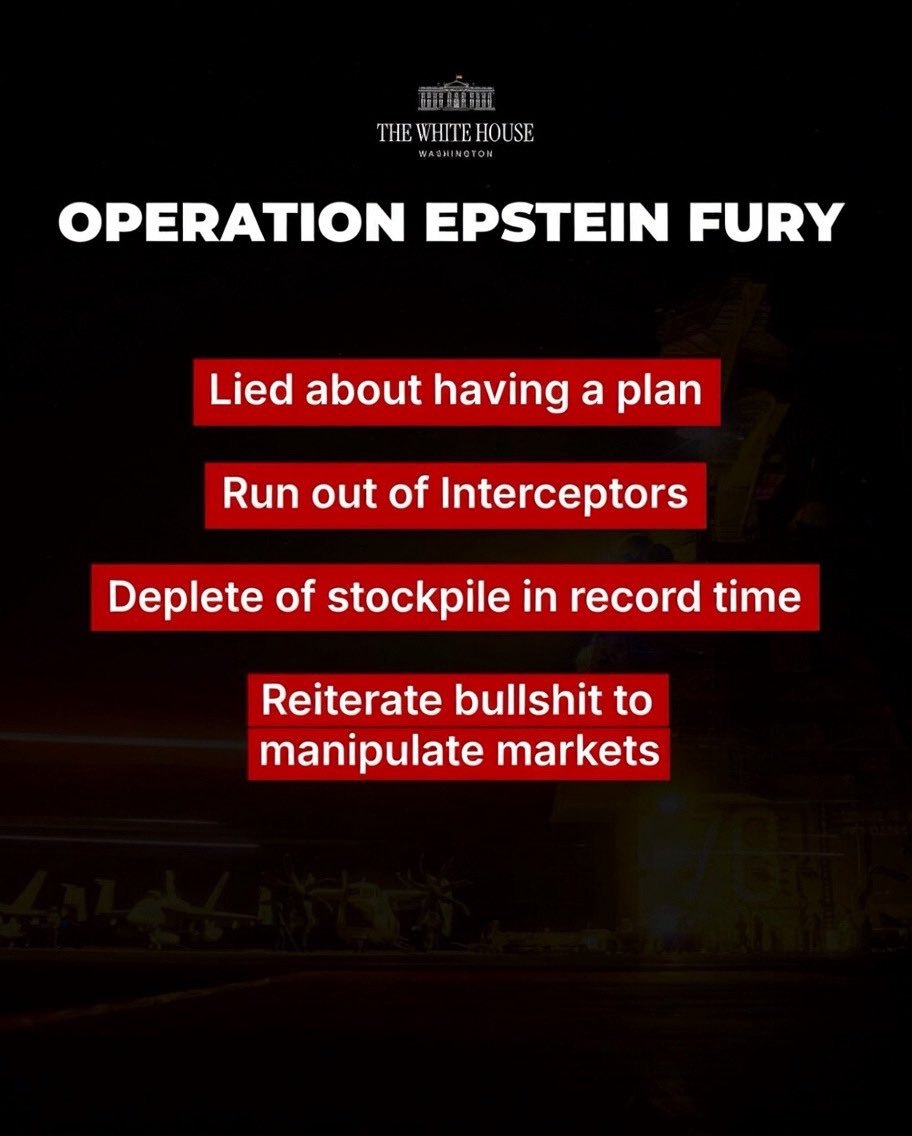 THE WHITE HOUSE
WASHINGTON
OPERATION EPSTEIN FURY
Lied about having a plan
Run out of Interceptors
Deplete of stockpile in record time
Reiterate bullshit to
manipulate markets
78